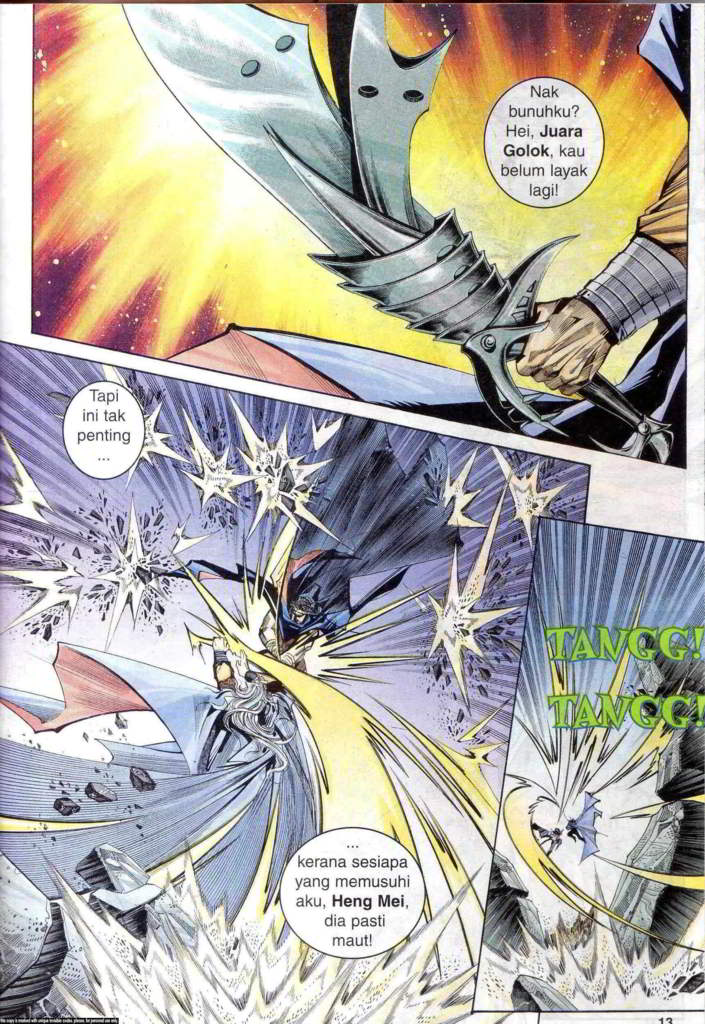 Nak
bunuhku?
Hei, Juara
Golok, kau
belum layak
lagi!
Tapi
ini tak
penting
...
TANGG!
TANGG!
...
kerana sesiapa
yang memusuhi
aku, Heng Mei,
dia pasti
maut!
13